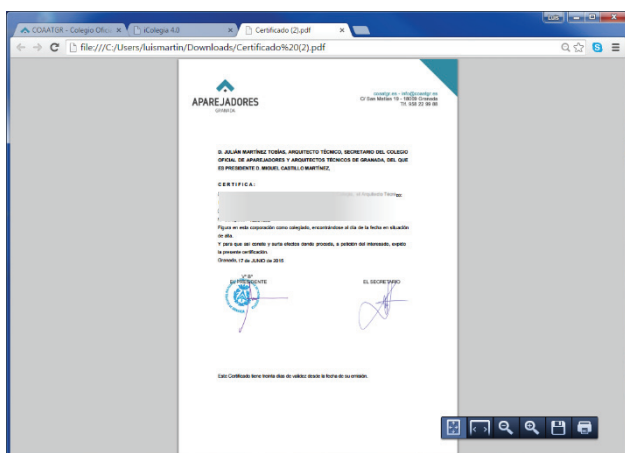 LUIS
COAATGR - Colegio Ofici
iColegia 4.0
Certificado (2).pdf
file:///C:/Users/luismartin/Downloads/Certificado%20(2).pdf
APAREJADORES
GRANADA
coaatgr.es - info@coaatgr.es
C/ San Matías 19 - 18009 Granada
Tf. 958 22 99 88
D. JULIÁN MARTÍNEZ TOBÍAS, ARQUITECTO TÉCNICO, SECRETARIO DEL COLEGIO
OFICIAL DE APAREJADORES Y ARQUITECTOS TÉCNICOS DE GRANADA, DEL QUE
ES PRESIDENTE D. MIGUEL CASTILLO MARTÍNEZ,
CERTIFICA:
Figura en esta corporación como colegiado, encontrándose al día de la fecha en situación
de alta.
Y para que así conste y surta efectos donde proceda, a petición del interesado, expido
la presente certificación.
Granada, 17 de JUNIO de 2015
Vº Bº
EL PRESIDENTE
EL SECRETARIO
Este Certificado tiene treinta días de validez desde la fecha de su emisión.